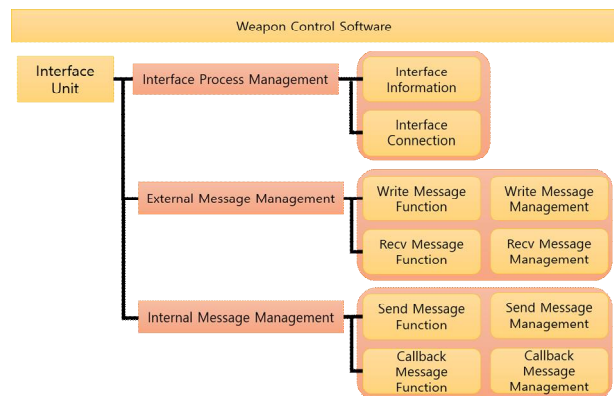 Weapon Control Software
Interface
Unit
Interface Process Management
Interface
Information
Interface
Connection
External Message Management
Write Message
Function
Write Message
Management
Recv Message
Function
Recv Message
Management
Internal Message Management
Send Message
Function
Send Message
Management
Callback
Message
Function
Callback
Message
Management